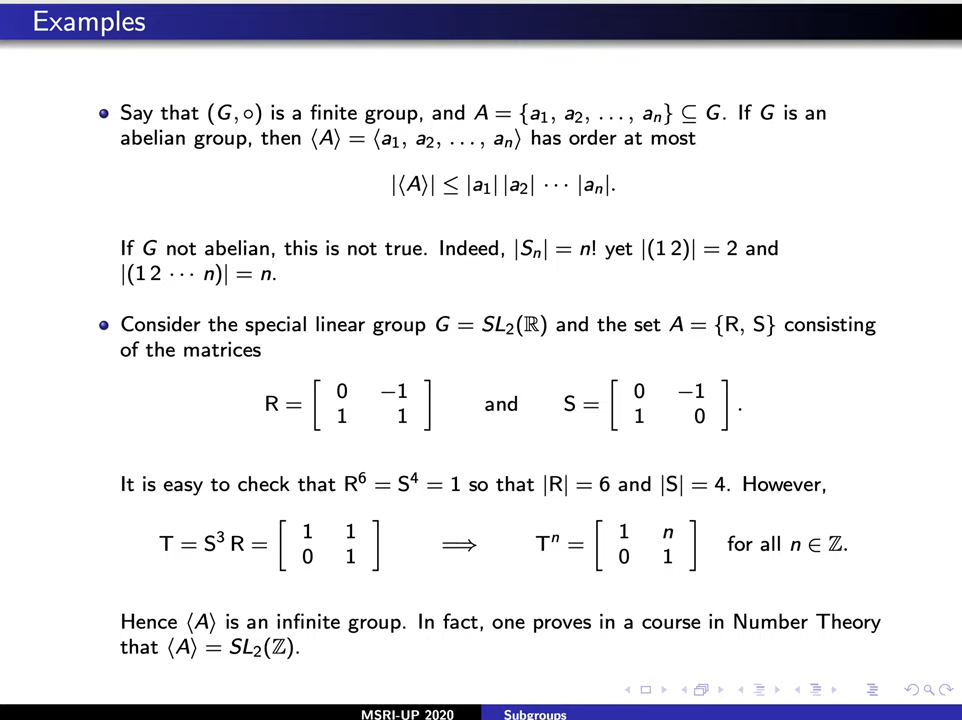 Examples
Say that (G, ∘) is a finite group, and A = {a₁, a₂, . . . , aₙ} ⊆ G. If G is an
abelian group, then ⟨A⟩ = ⟨a₁, a₂, . . . , aₙ⟩ has order at most
|⟨A⟩| ≤ |a₁| |a₂| · · · |aₙ|.
If G not abelian, this is not true. Indeed, |Sₙ| = n! yet |(1 2)| = 2 and
|(1 2 · · · n)| = n.
Consider the special linear group G = SL₂(ℝ) and the set A = {R, S} consisting
of the matrices
R = [ 0 −1 ; 1 1 ] and S = [ 0 −1 ; 1 0 ] .
It is easy to check that R⁶ = S⁴ = 1 so that |R| = 6 and |S| = 4. However,
T = S³ R = [ 1 1 ; 0 1 ] ⟹ Tⁿ = [ 1 n ; 0 1 ] for all n ∈ ℤ.
Hence ⟨A⟩ is an infinite group. In fact, one proves in a course in Number Theory
that ⟨A⟩ = SL₂(ℤ).
MSRI-UP 2020 Subgroups